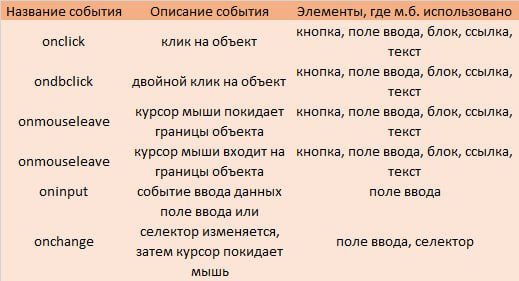 Название события Описание события Элементы, где м.б. использовано
onclick клик на объект кнопка, поле ввода, блок, ссылка,
текст
ondbclick двойной клик на объект кнопка, поле ввода, блок, ссылка,
текст
onmouseleave курсор мыши покидает кнопка, поле ввода, блок, ссылка,
границы объекта текст
onmouseleave курсор мыши входит на кнопка, поле ввода, блок, ссылка,
границы объекта текст
oninput событие ввода данных поле ввода
поле ввода или
селектор изменяется,
onchange затем курсор покидает поле ввода, селектор
мышь